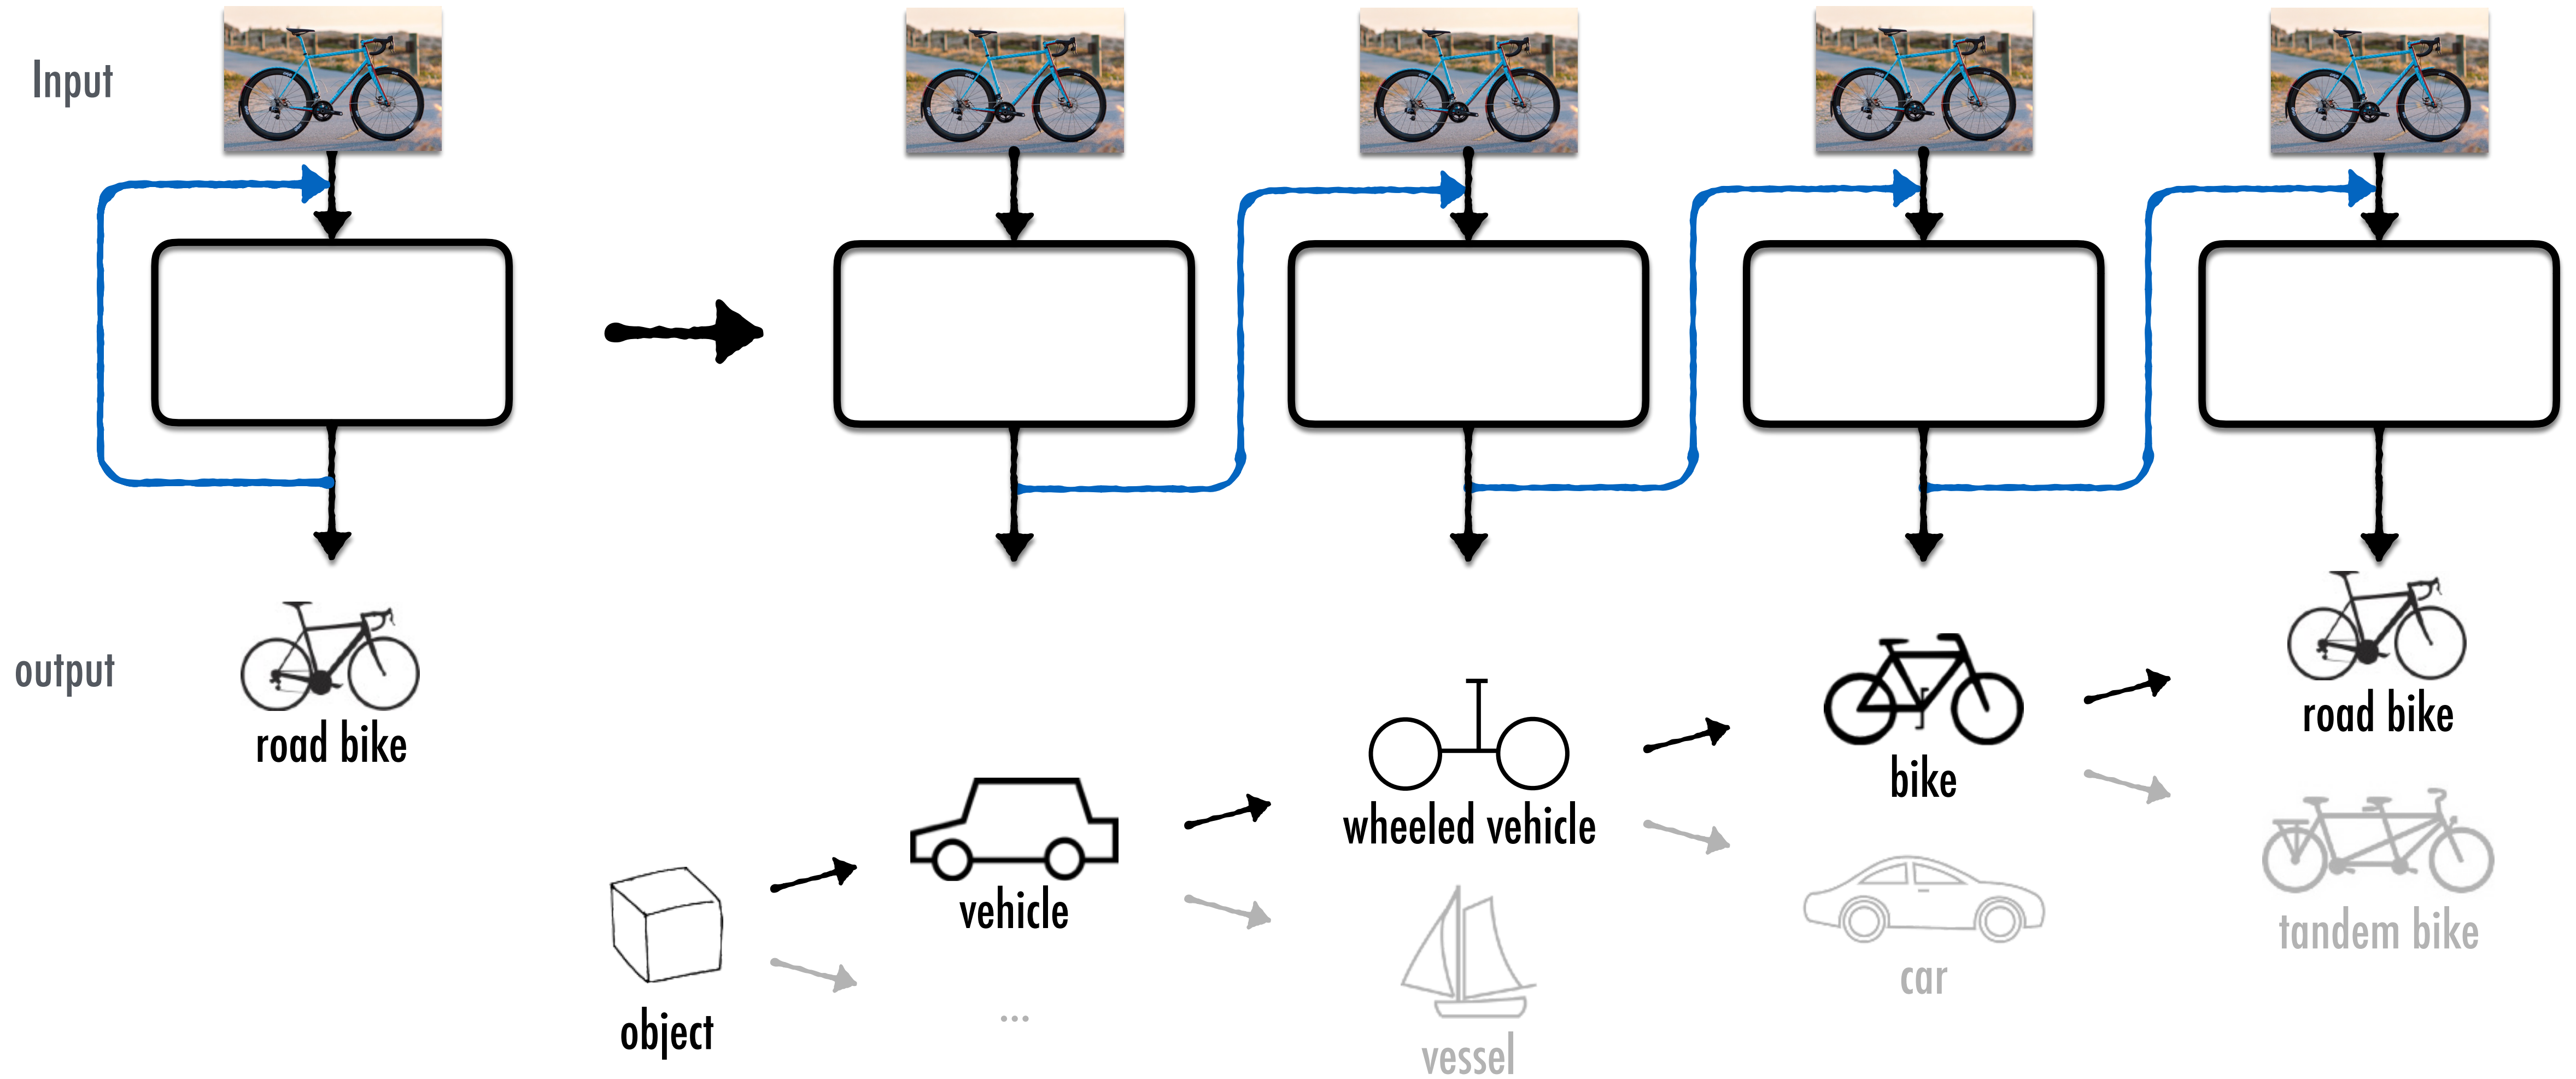 Input
output
road bike
object
vehicle
...
wheeled vehicle
vessel
bike
car
road bike
tandem bike